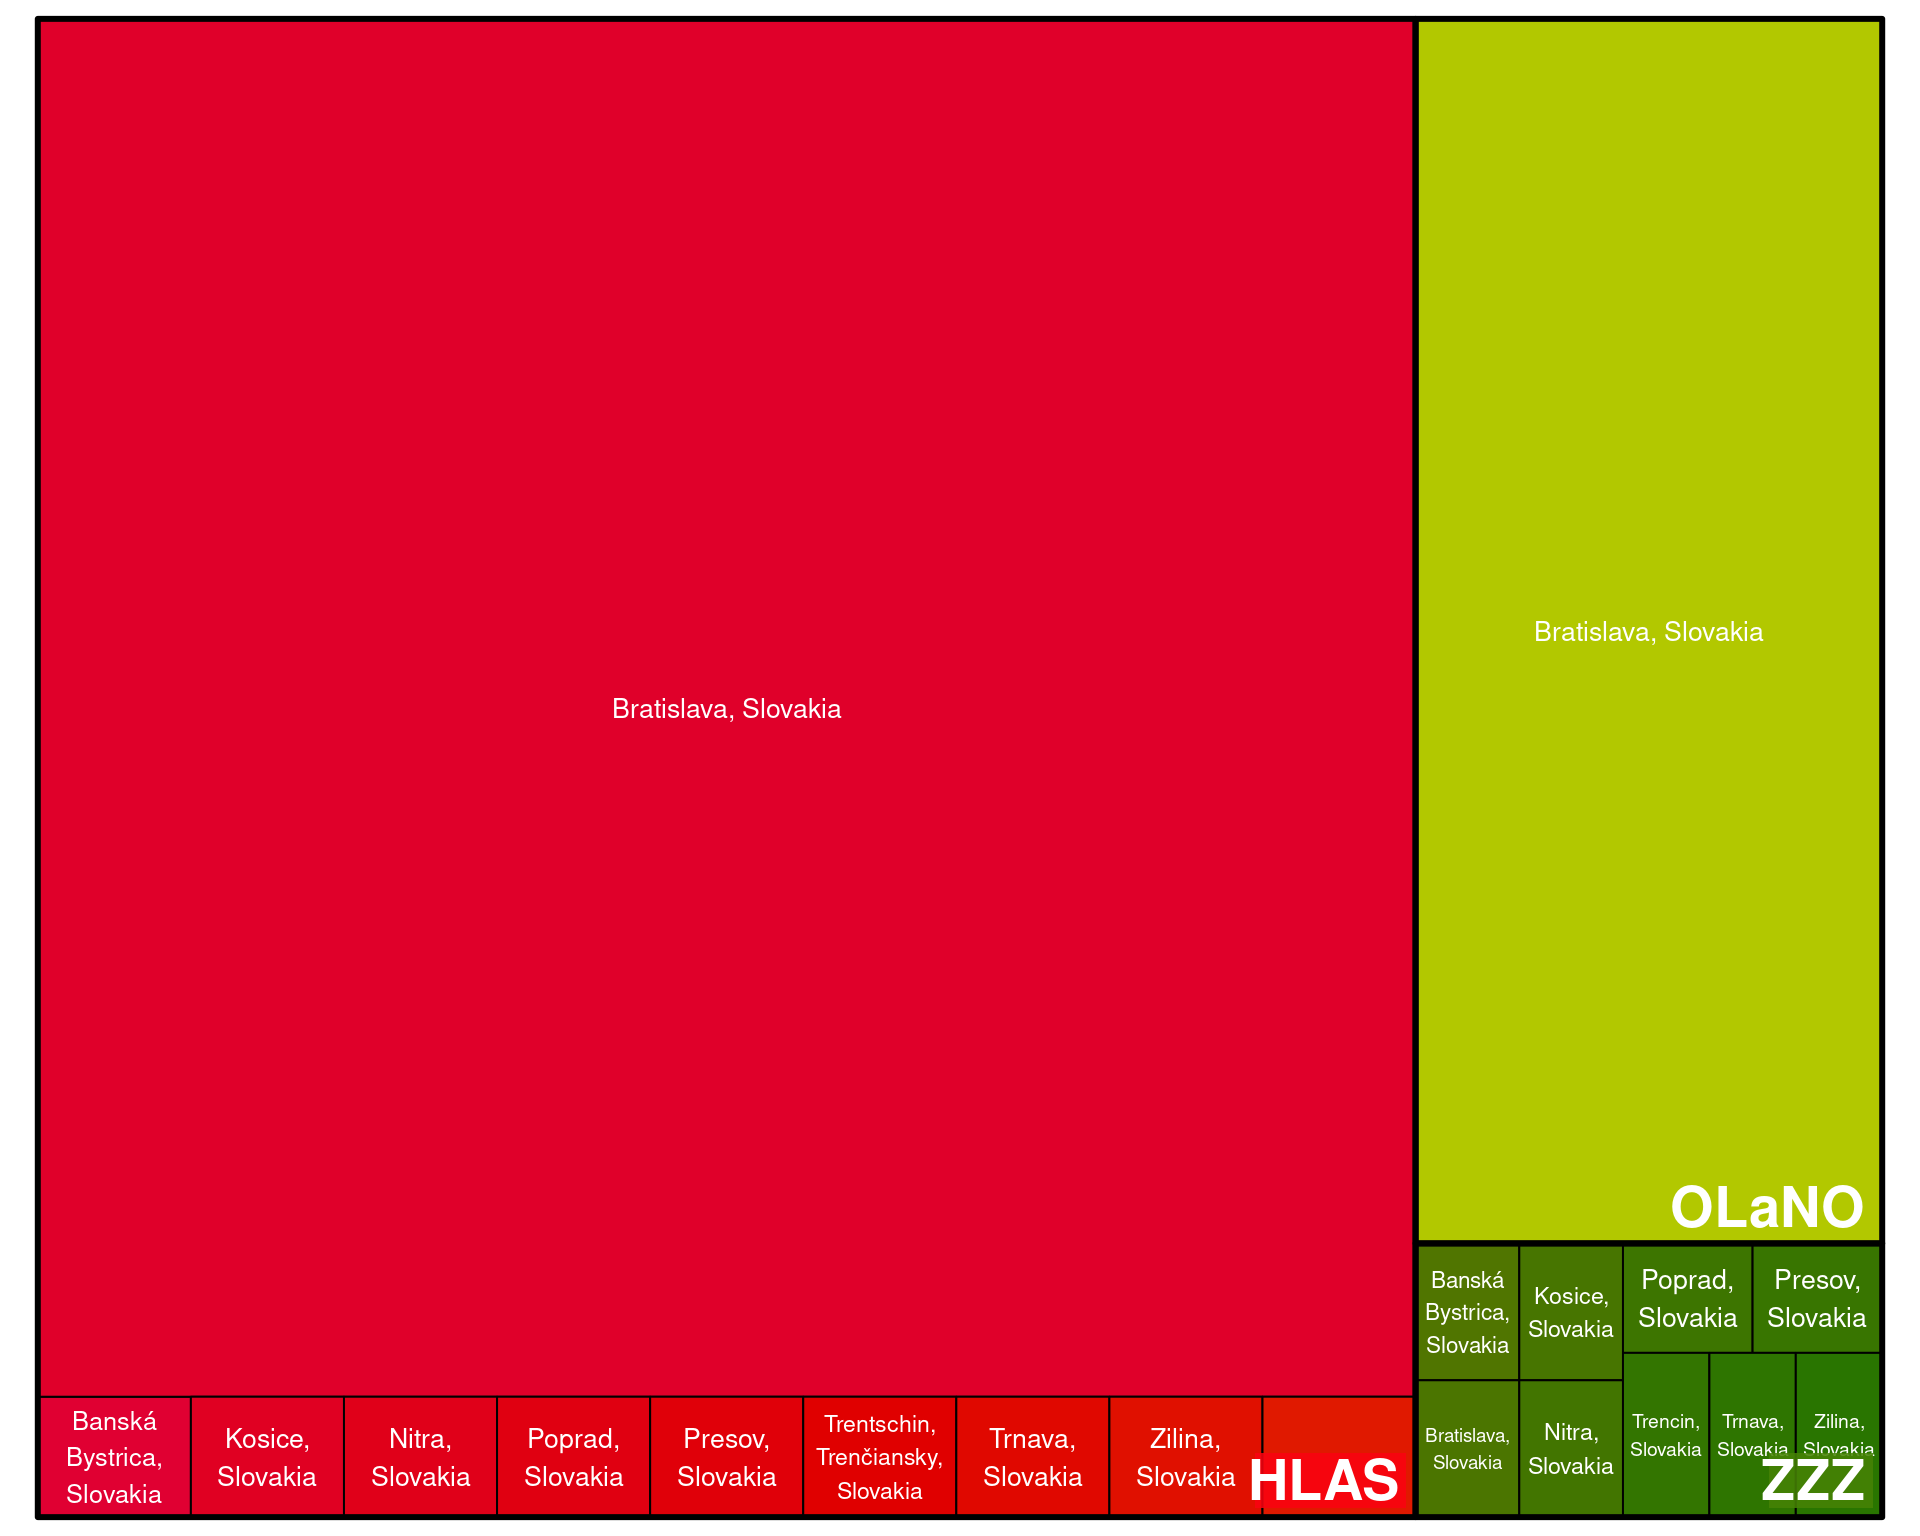 Bratislava, Slovakia
Banská
Bystrica,
Slovakia
Kosice,
Slovakia
Nitra,
Slovakia
Poprad,
Slovakia
Presov,
Slovakia
Trentschin,
Trenčiansky,
Slovakia
Trnava,
Slovakia
Zilina,
Slovakia
HLAS
Bratislava, Slovakia
OLaNO
Banská
Bystrica,
Slovakia
Kosice,
Slovakia
Poprad,
Slovakia
Presov,
Slovakia
Bratislava,
Slovakia
Nitra,
Slovakia
Trencin,
Slovakia
Trnava,
Slovakia
Zilina,
Slovakia
ZZZ